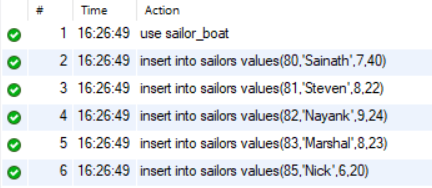 # Time Action
1 16:26:49 use sailor_boat
2 16:26:49 insert into sailors values(80,'Sainath',7,40)
3 16:26:49 insert into sailors values(81,'Steven',8,22)
4 16:26:49 insert into sailors values(82,'Nayank',9,24)
5 16:26:49 insert into sailors values(83,'Marshal',8,23)
6 16:26:49 insert into sailors values(85,'Nick',6,20)